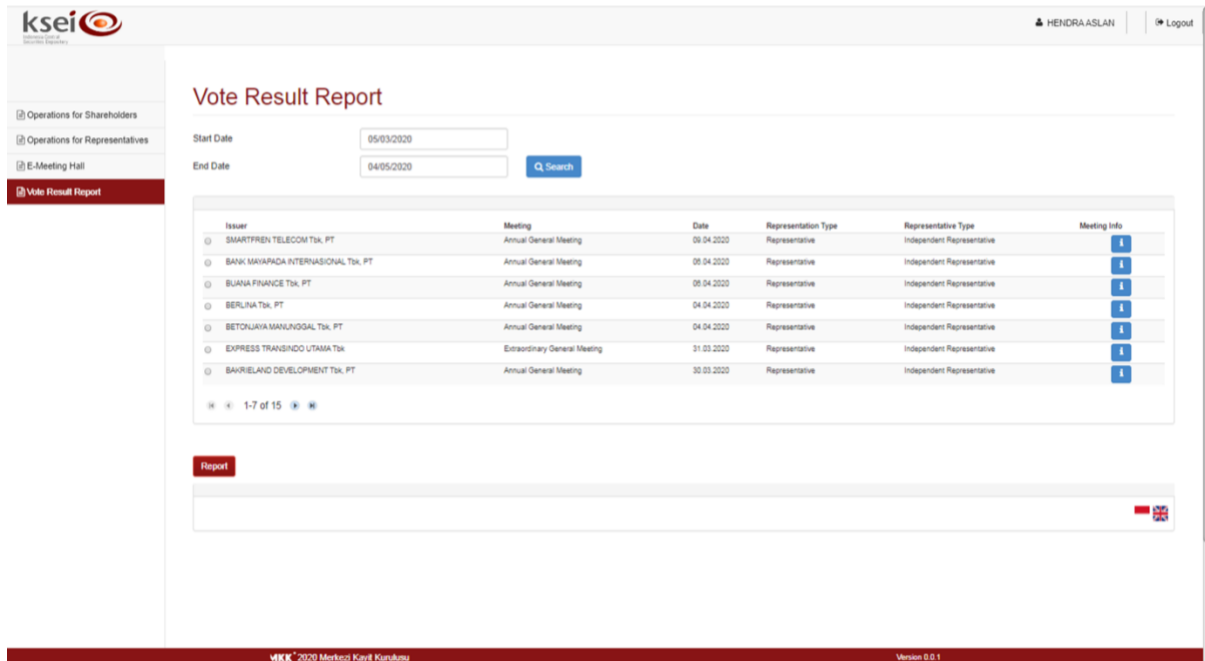 ksei
Indonesia Central
Securities Depository
HENDRA ASLAN
Logout
Operations for Shareholders
Operations for Representatives
E-Meeting Hall
Vote Result Report
Vote Result Report
Start Date 05/03/2020
End Date 04/05/2020 Search
Issuer Meeting Date Representation Type Representative Type Meeting Info
SMARTFREN TELECOM Tbk, PT Annual General Meeting 09.04.2020 Representative Independent Representative i
BANK MAYAPADA INTERNASIONAL Tbk, PT Annual General Meeting 06.04.2020 Representative Independent Representative i
BUANA FINANCE Tbk, PT Annual General Meeting 06.04.2020 Representative Independent Representative i
BERLINA Tbk, PT Annual General Meeting 04.04.2020 Representative Independent Representative i
BETONJAYA MANUNGGAL Tbk, PT Annual General Meeting 04.04.2020 Representative Independent Representative i
EXPRESS TRANSINDO UTAMA Tbk Extraordinary General Meeting 31.03.2020 Representative Independent Representative i
BAKRIELAND DEVELOPMENT Tbk, PT Annual General Meeting 30.03.2020 Representative Independent Representative i
1-7 of 15
Report
MKK 2020 Merkezi Kayit Kurulusu Version 0.0.1